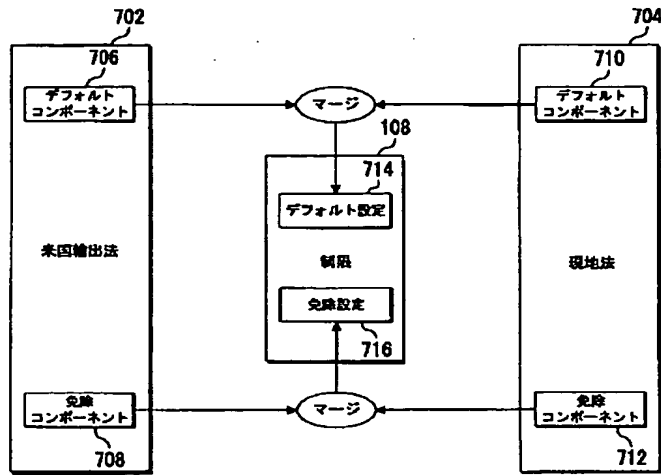 702
704
706
デフォルト
コンポーネント
マージ
710
デフォルト
コンポーネント
108
714
デフォルト設定
米国輸出法
制限
現地法
免除設定
716
免除
コンポーネント
708
マージ
免除
コンポーネント
712